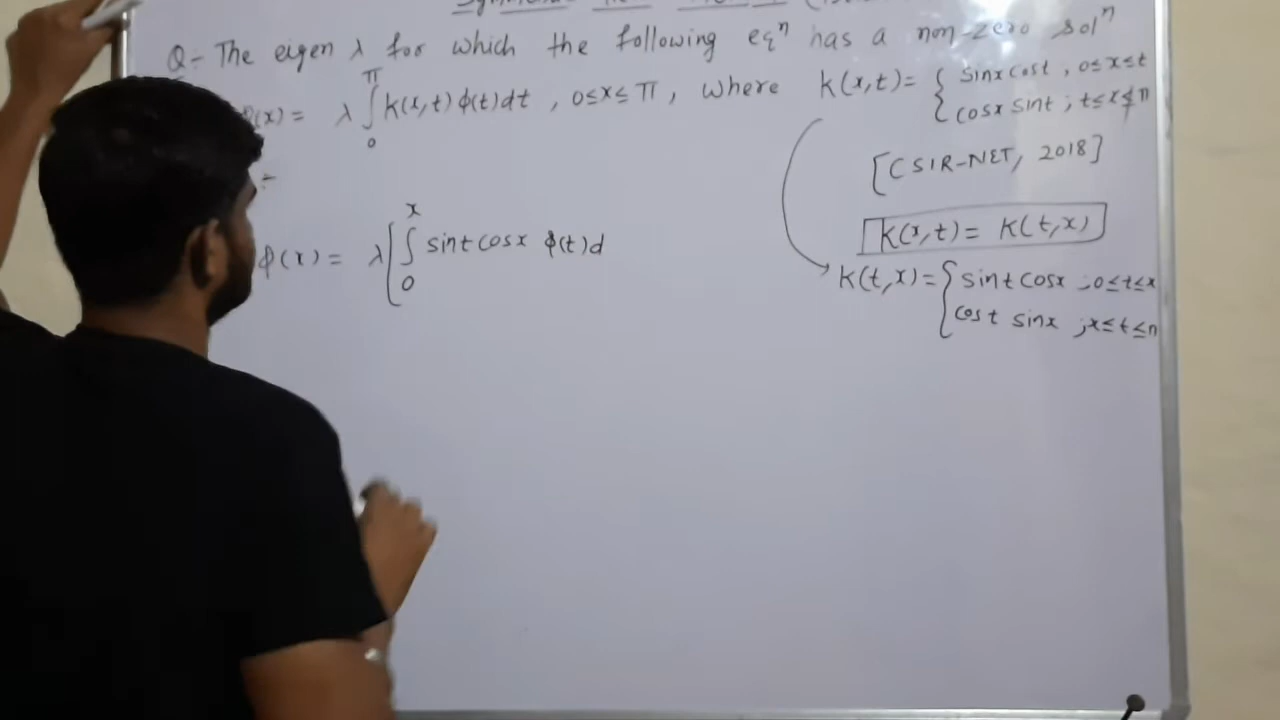 Q:- The eigen λ for which the following eqⁿ has a non-zero solⁿ
(x) = λ ∫₀^π K(x,t) ϕ(t) dt , 0≤x≤π , where K(x,t) = { sinx cost , 0≤x≤t
cosx sint ; t≤x≤π
[CSIR-NET, 2018]
K(x,t) = K(t,x)
ϕ(x) = λ [ ∫₀^x sint cosx ϕ(t) d
K(t,x) = { sint cosx ; 0≤t≤x
cost sinx ; x≤t≤π